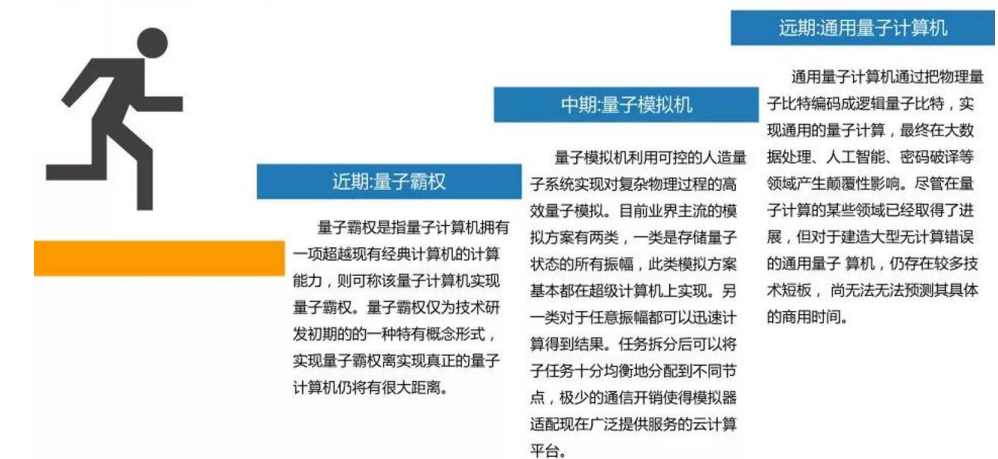 近期:量子霸权
量子霸权是指量子计算机拥有
一项超越现有经典计算机的计算
能力，则可称该量子计算机实现
量子霸权。量子霸权仅为技术研
发初期的的一种特有概念形式，
实现量子霸权离实现真正的量子
计算机仍将有很大距离。
中期:量子模拟机
量子模拟机利用可控的人造量
子系统实现对复杂物理过程的高
效量子模拟。目前业界主流的模
拟方案有两类，一类是存储量子
状态的所有振幅，此类模拟方案
基本都在超级计算机上实现。另
一类对于任意振幅都可以迅速计
算得到结果。任务拆分后可以将
子任务十分均衡地分配到不同节
点，极少的通信开销使得模拟器
适配现在广泛提供服务的云计算
平台。
远期:通用量子计算机
通用量子计算机通过把物理量
子比特编码成逻辑量子比特，实
现通用的量子计算，最终在大数
据处理、人工智能、密码破译等
领域产生颠覆性影响。尽管在量
子计算的某些领域已经取得了进
展，但对于建造大型无计算错误
的通用量子 算机，仍存在较多技
术短板， 尚无法无法预测其具体
的商用时间。